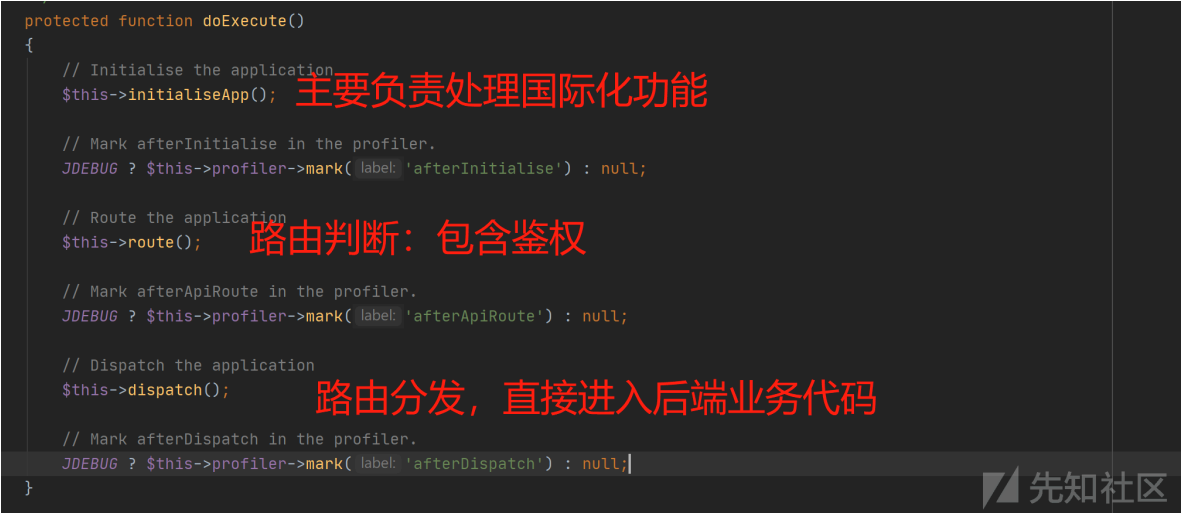 protected function doExecute()
{
// Initialise the application
$this->initialiseApp(); 主要负责处理国际化功能
// Mark afterInitialise in the profiler.
JDEBUG ? $this->profiler->mark( label: 'afterInitialise') : null;
// Route the application
$this->route(); 路由判断：包含鉴权
// Mark afterApiRoute in the profiler.
JDEBUG ? $this->profiler->mark( label: 'afterApiRoute') : null;
// Dispatch the application
$this->dispatch(); 路由分发，直接进入后端业务代码
// Mark afterDispatch in the profiler.
JDEBUG ? $this->profiler->mark( label: 'afterDispatch') : null;
}
先知社区